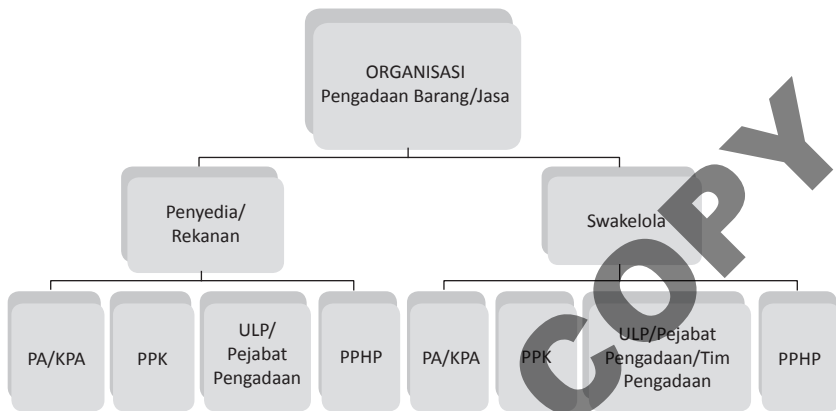 ORGANISASI
Pengadaan Barang/Jasa
Penyedia/
Rekanan
Swakelola
PA/KPA
PPK
ULP/
Pejabat
Pengadaan
PPHP
PA/KPA
PPK
ULP/Pejabat
Pengadaan/Tim
Pengadaan
PPHP
COPY